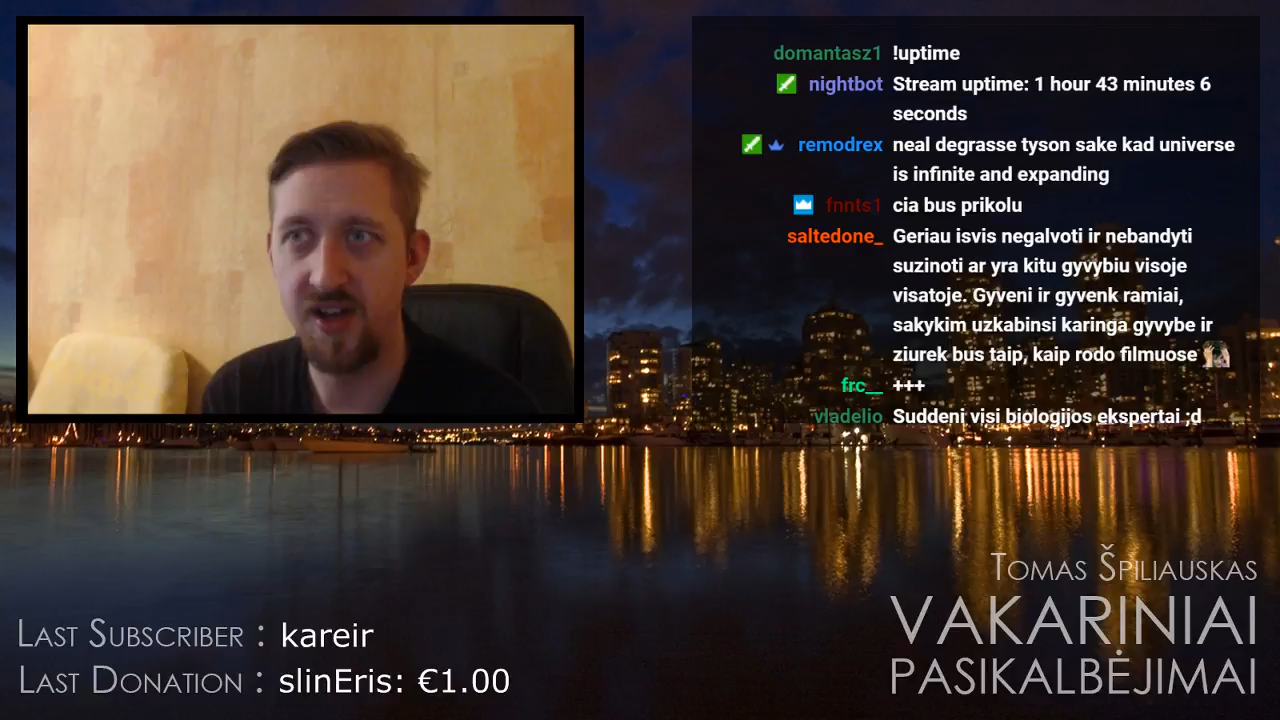 domantasz1 !uptime
nightbot Stream uptime: 1 hour 43 minutes 6
seconds
remodrex neal degrasse tyson sake kad universe
is infinite and expanding
fnnts1 cia bus prikolu
saltedone_ Geriau isvis negalvoti ir nebandyti
suzinoti ar yra kitu gyvybiu visoje
visatoje. Gyveni ir gyvenk ramiai,
sakykim uzkabinsi karinga gyvybe ir
ziurek bus taip, kaip rodo filmuose
frc__ +++
vladelio Suddeni visi biologijos ekspertai ;d
Tomas Špiliauskas
VAKARINIAI
PASIKALBĖJIMAI
Last Subscriber : kareir
Last Donation : slinEris: €1.00